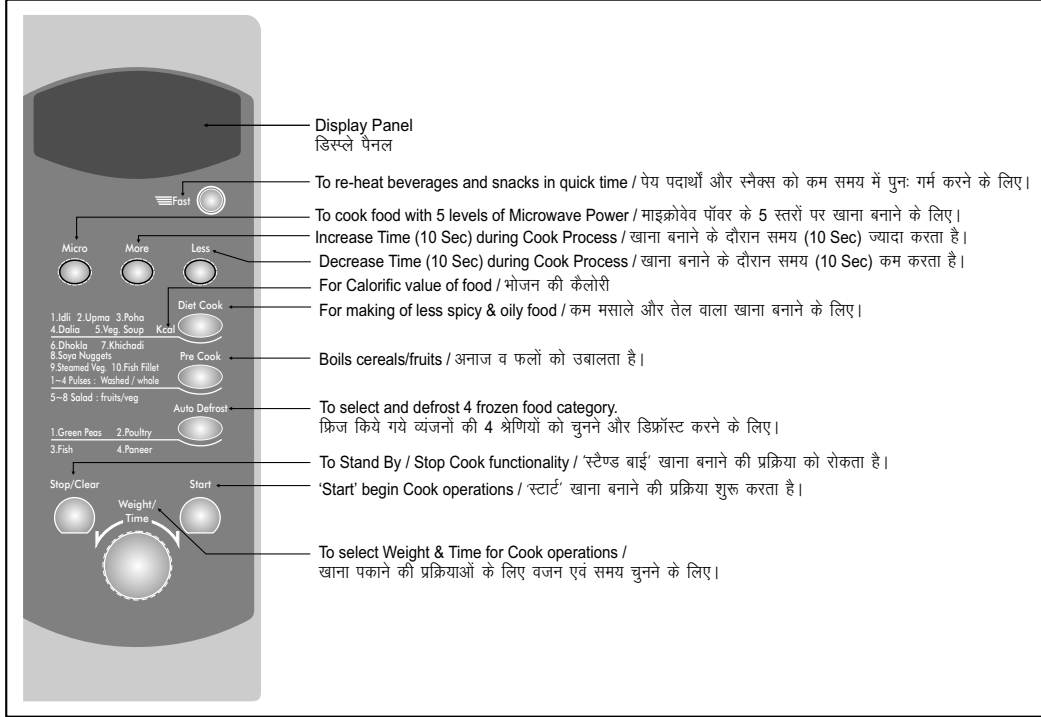 Display Panel
डिस्प्ले पैनल
To re-heat beverages and snacks in quick time / पेय पदार्थों और स्नैक्स को कम समय में पुनः गर्म करने के लिए।
Fast
To cook food with 5 levels of Microwave Power / माइक्रोवेव पॉवर के 5 स्तरों पर खाना बनाने के लिए।
Increase Time (10 Sec) during Cook Process / खाना बनाने के दौरान समय (10 Sec) ज्यादा करता है।
Micro More Less
Decrease Time (10 Sec) during Cook Process / खाना बनाने के दौरान समय (10 Sec) कम करता है।
For Calorific value of food / भोजन की कैलोरी
Diet Cook
For making of less spicy & oily food / कम मसाले और तेल वाला खाना बनाने के लिए।
1.Idli 2.Upma 3.Poha
4.Dalia 5.Veg. Soup Kcal
6.Dhokla 7.Khichadi
8.Soya Nuggets
Pre Cook
Boils cereals/fruits / अनाज व फलों को उबालता है।
9.Steamed Veg. 10.Fish Fillet
1~4 Pulses : Washed / whole
5~8 Salad : fruits/veg
Auto Defrost
To select and defrost 4 frozen food category.
फ्रिज किये गये व्यंजनों की 4 श्रेणियों को चुनने और डिफ्रॉस्ट करने के लिए।
1.Green Peas 2.Poultry
3.Fish 4.Paneer
To Stand By / Stop Cook functionality / 'स्टैण्ड बाई' खाना बनाने की प्रक्रिया को रोकता है।
Stop/Clear Start
‘Start’ begin Cook operations / 'स्टार्ट' खाना बनाने की प्रक्रिया शुरू करता है।
Weight/
Time
To select Weight & Time for Cook operations /
खाना पकाने की प्रक्रियाओं के लिए वजन एवं समय चुनने के लिए।